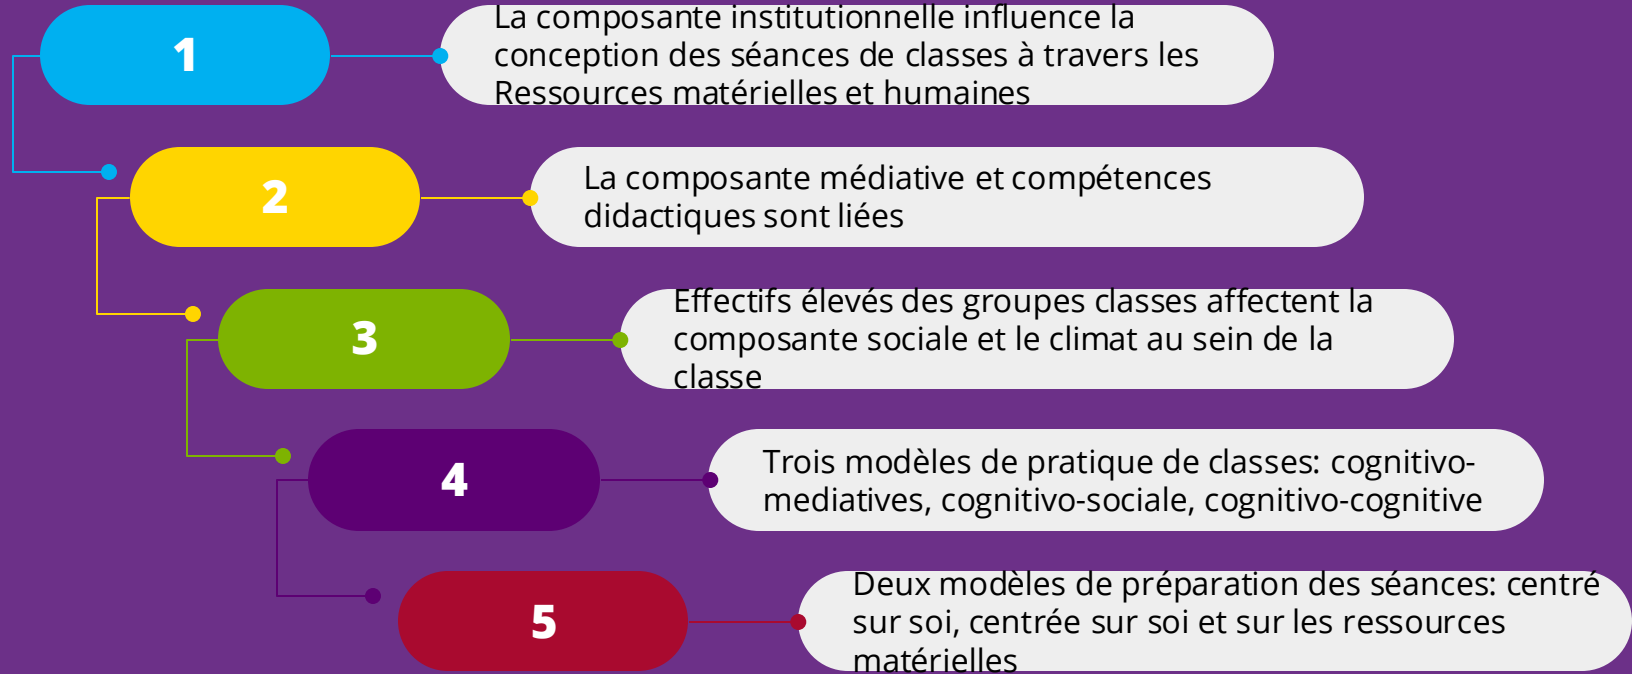 1
La composante institutionnelle influence la
conception des séances de classes à travers les
Ressources matérielles et humaines
2
La composante médiative et compétences
didactiques sont liées
3
Effectifs élevés des groupes classes affectent la
composante sociale et le climat au sein de la
classe
4
Trois modèles de pratique de classes: cognitivo-
mediatives, cognitivo-sociale, cognitivo-cognitive
5
Deux modèles de préparation des séances: centré
sur soi, centrée sur soi et sur les ressources
matérielles